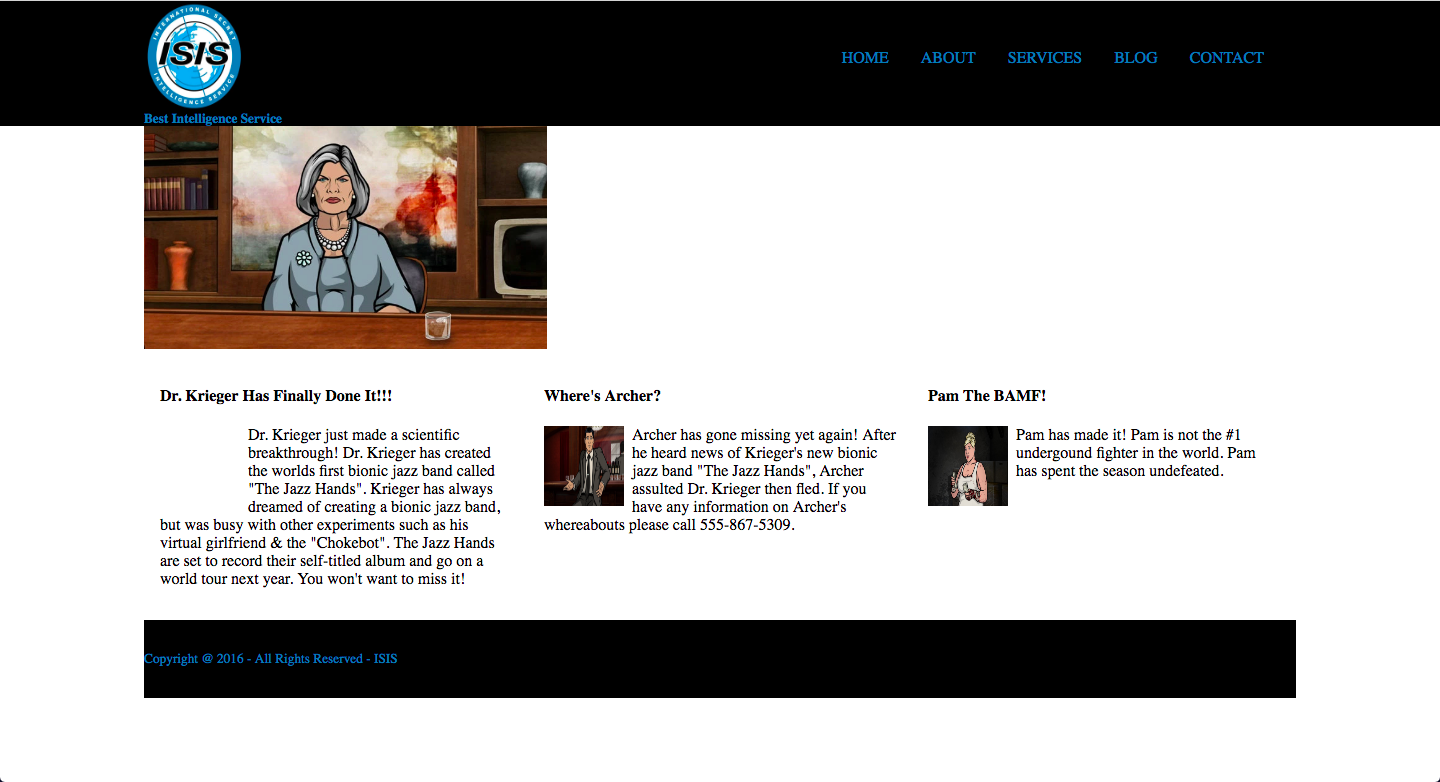 INTERNATIONAL SECRET
ISIS
INTELLIGENCE SERVICE
Best Intelligence Service
HOME ABOUT SERVICES BLOG CONTACT
Dr. Krieger Has Finally Done It!!!
Dr. Krieger just made a scientific
breakthrough! Dr. Krieger has created
the worlds first bionic jazz band called
"The Jazz Hands". Krieger has always
dreamed of creating a bionic jazz band,
but was busy with other experiments such as his
virtual girlfriend & the "Chokebot". The Jazz Hands
are set to record their self-titled album and go on a
world tour next year. You won't want to miss it!
Where's Archer?
Archer has gone missing yet again! After
he heard news of Krieger's new bionic
jazz band "The Jazz Hands", Archer
assulted Dr. Krieger then fled. If you
have any information on Archer's
whereabouts please call 555-867-5309.
Pam The BAMF!
Pam has made it! Pam is not the #1
undergound fighter in the world. Pam
has spent the season undefeated.
Copyright @ 2016 - All Rights Reserved - ISIS